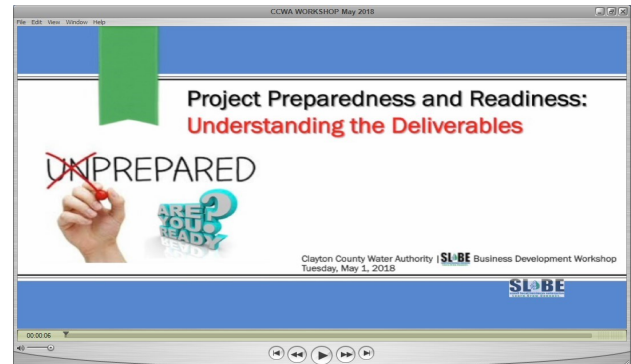 CCWA WORKSHOP May 2018
File Edit View Window Help
Project Preparedness and Readiness:
Understanding the Deliverables
UNPREPARED
ARE
YOU
READY
?
Clayton County Water Authority | SLBE Business Development Workshop
Tuesday, May 1, 2018
SLBE
00:00:06